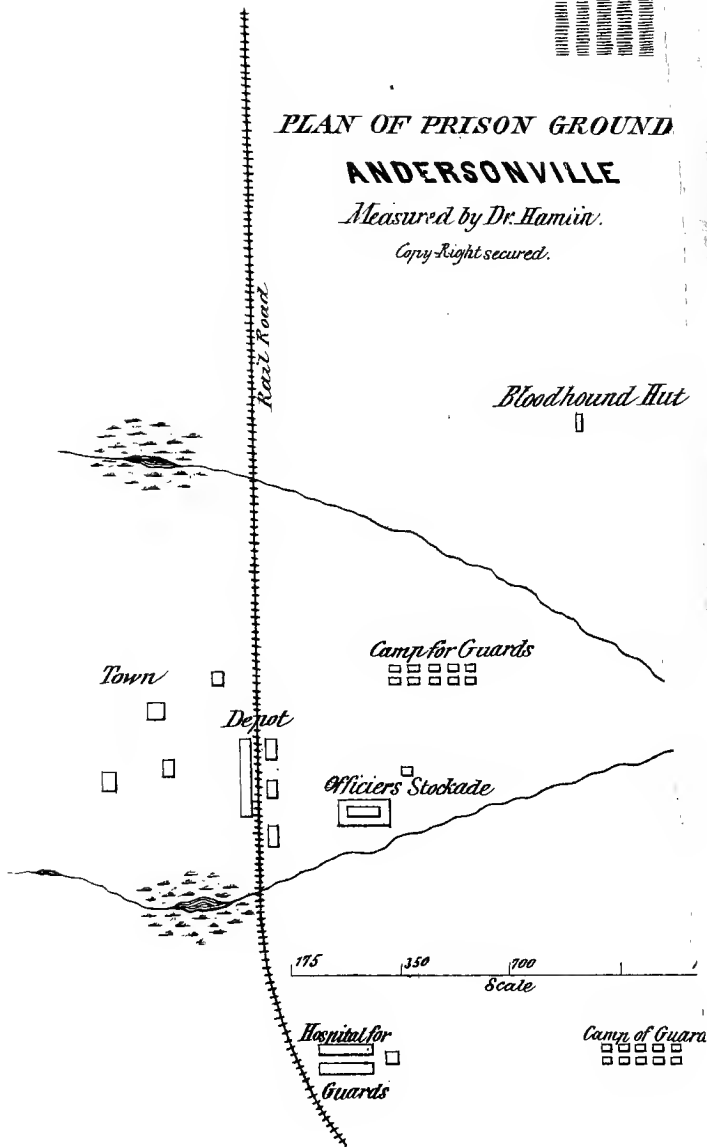 PLAN OF PRISON GROUND
ANDERSONVILLE
Measured by Dr. Hamlin.
Copy-Right secured.
Rail Road
Bloodhound Hut
Camp for Guards
Town
Depot
Officiers Stockade
175 350 700
Scale
Hospital for
Guards
Camp of Guard